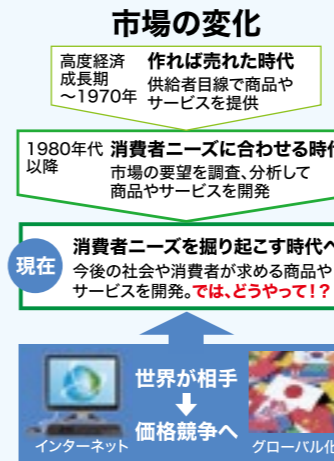 市場の変化
高度経済
成長期
～1970年
作れば売れた時代
供給者目線で商品や
サービスを提供
1980年代
以降
消費者ニーズに合わせる時代
市場の要望を調査、分析して
商品やサービスを開発
現在
消費者ニーズを掘り起こす時代へ
今後の社会や消費者が求める商品や
サービスを開発。では、どうやって！？
世界が相手
価格競争へ
インターネット
グローバル化